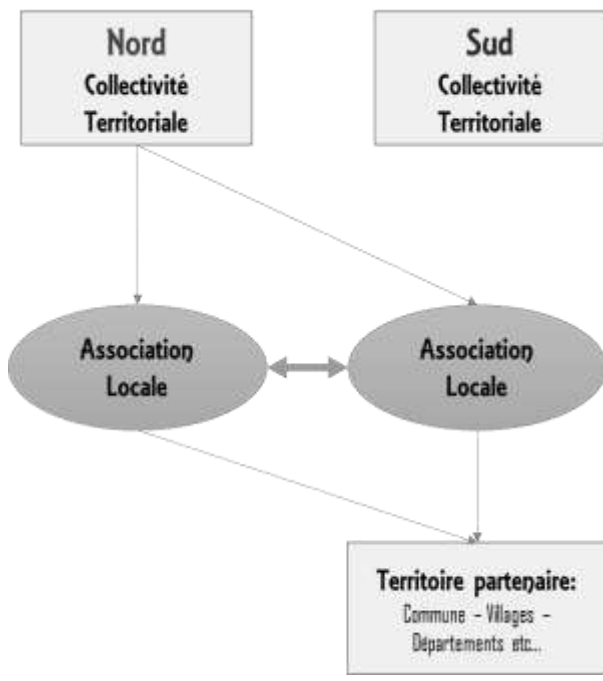 Nord
Collectivité
Territoriale
Sud
Collectivité
Territoriale
Association
Locale
Association
Locale
Territoire partenaire:
Commune - Villages -
Départements etc...